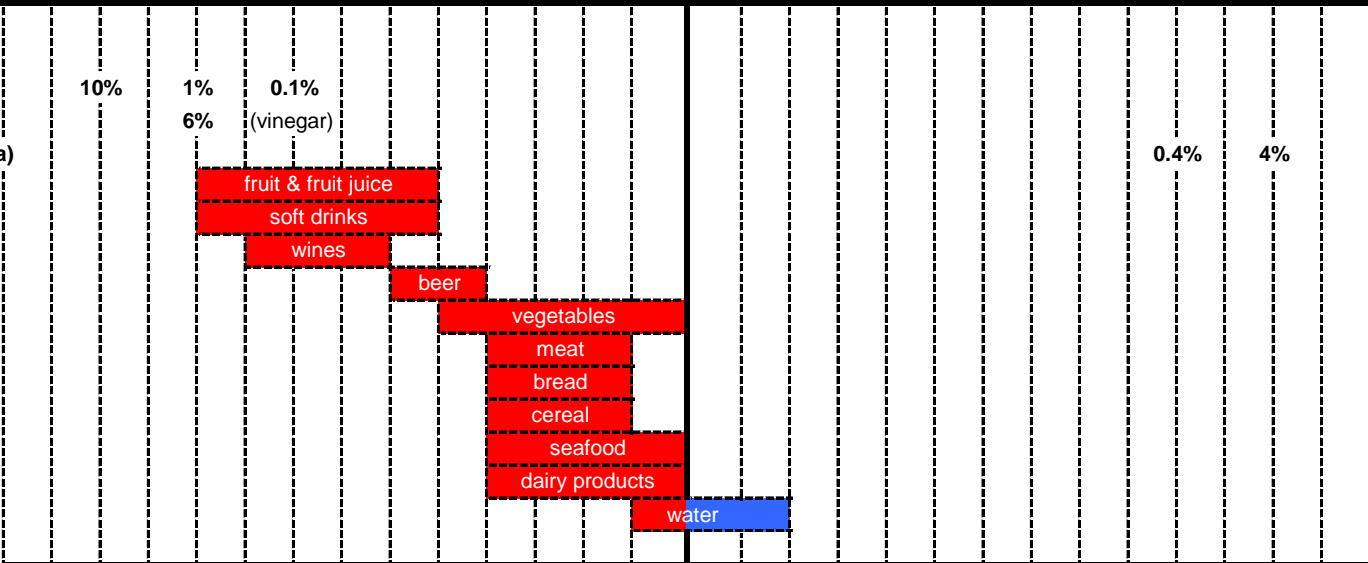 10% 1% 0.1%
6% (vinegar)
a) 0.4% 4%
fruit & fruit juice
soft drinks
wines
beer
vegetables
meat
bread
cereal
seafood
dairy products
water